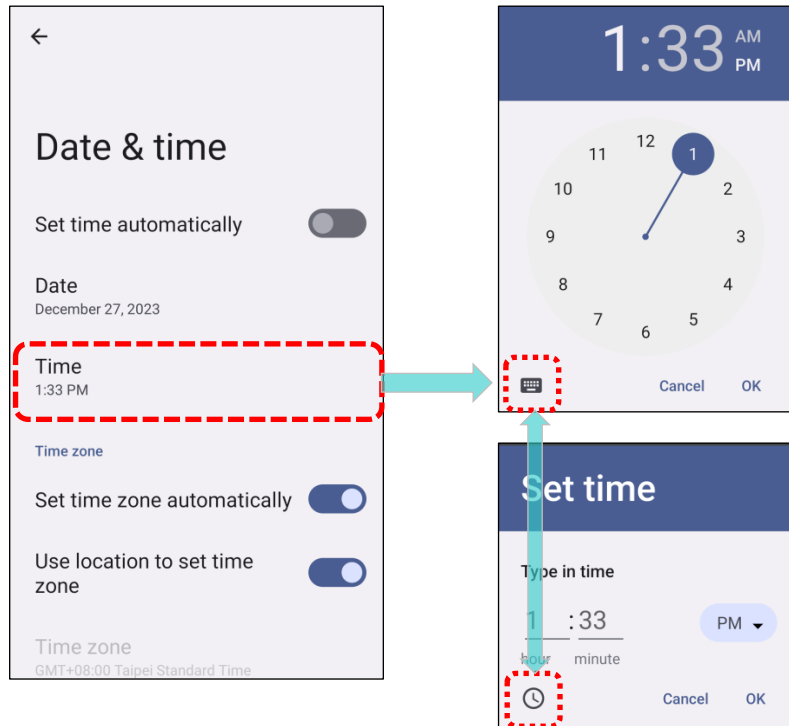 Date & time
Set time automatically
Date
December 27, 2023
Time
1:33 PM
Time zone
Set time zone automatically
Use location to set time
zone
Time zone
GMT+08:00 Taipei Standard Time
1:33 AM
PM
12
11
1
10
2
9
3
8
4
7
5
6
Cancel OK
Set time
Type in time
1 :33 PM
hour minute
Cancel OK